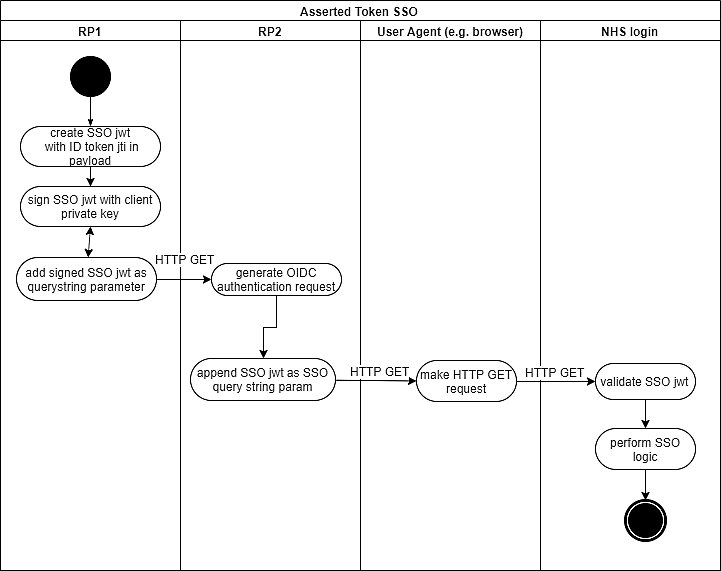 Asserted Token SSO
RP1
RP2
User Agent (e.g. browser)
NHS login
create SSO jwt
with ID token jti in
payload
sign SSO jwt with client
private key
add signed SSO jwt as
querystring parameter
HTTP GET
generate OIDC
authentication request
append SSO jwt as SSO
query string param
HTTP GET
make HTTP GET
request
HTTP GET
validate SSO jwt
perform SSO
logic